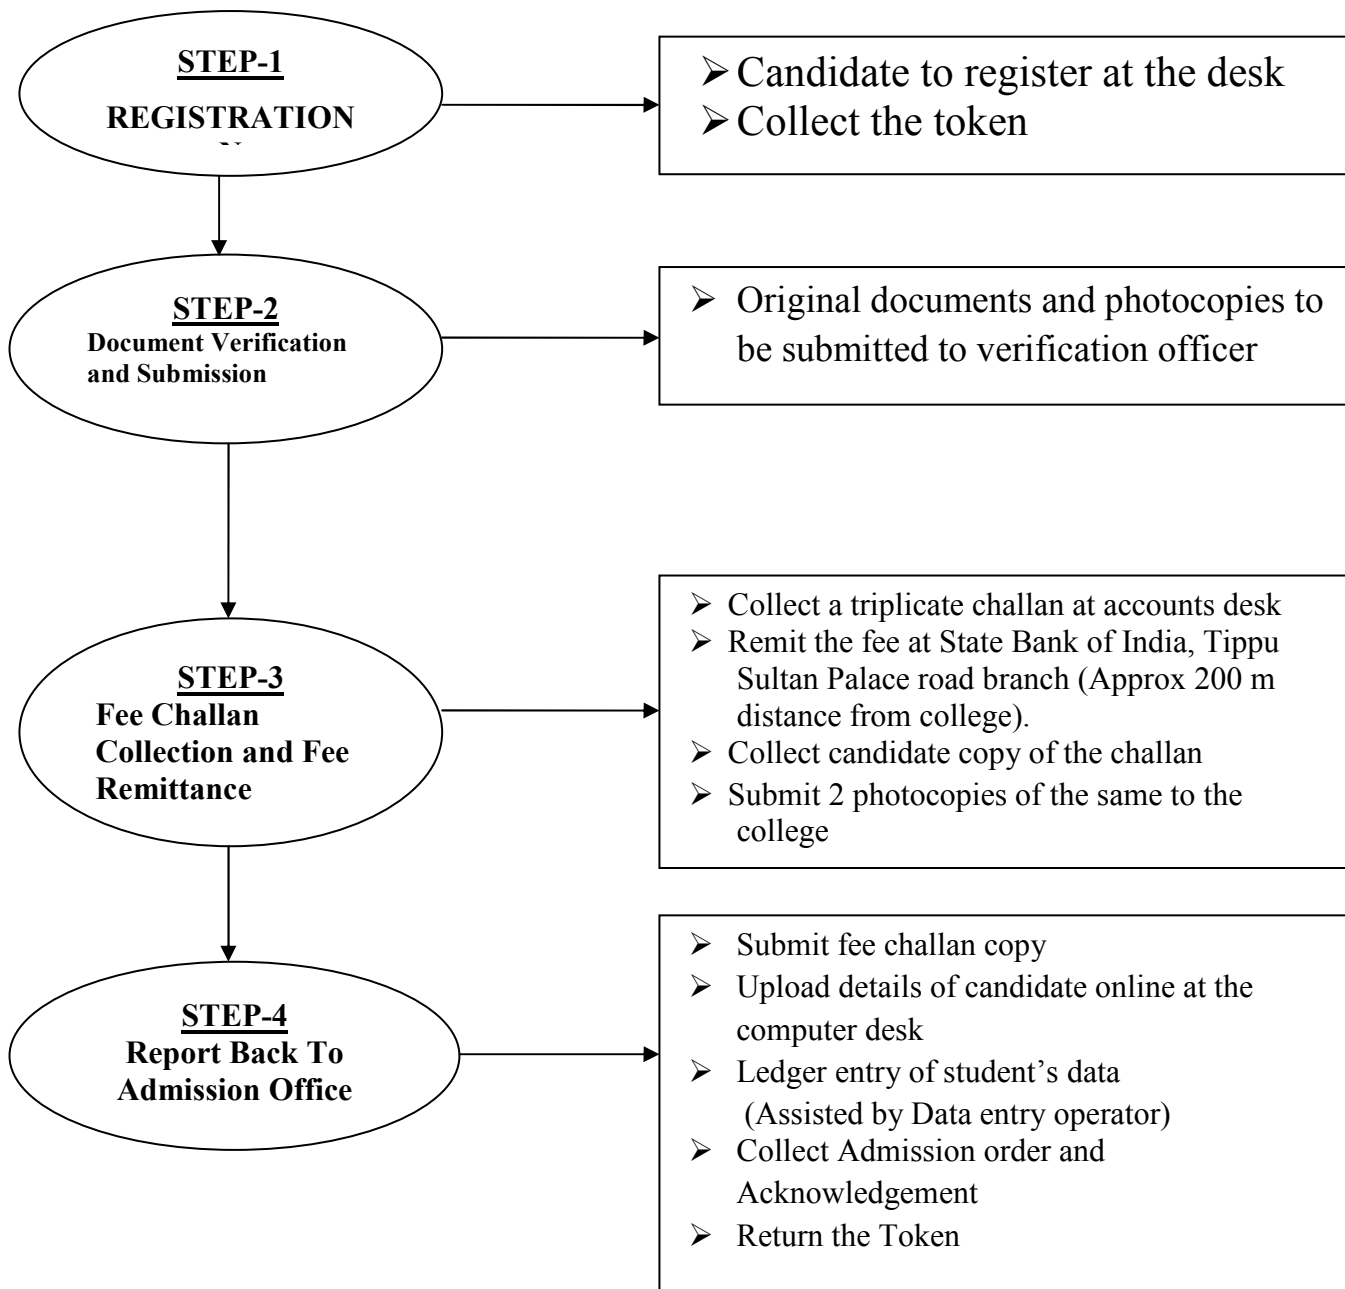 STEP-1
REGISTRATION
➢ Candidate to register at the desk
➢ Collect the token
STEP-2
Document Verification
and Submission
➢ Original documents and photocopies to
be submitted to verification officer
STEP-3
Fee Challan
Collection and Fee
Remittance
➢ Collect a triplicate challan at accounts desk
➢ Remit the fee at State Bank of India, Tippu
Sultan Palace road branch (Approx 200 m
distance from college).
➢ Collect candidate copy of the challan
➢ Submit 2 photocopies of the same to the
college
STEP-4
Report Back To
Admission Office
➢ Submit fee challan copy
➢ Upload details of candidate online at the
computer desk
➢ Ledger entry of student’s data
(Assisted by Data entry operator)
➢ Collect Admission order and
Acknowledgement
➢ Return the Token